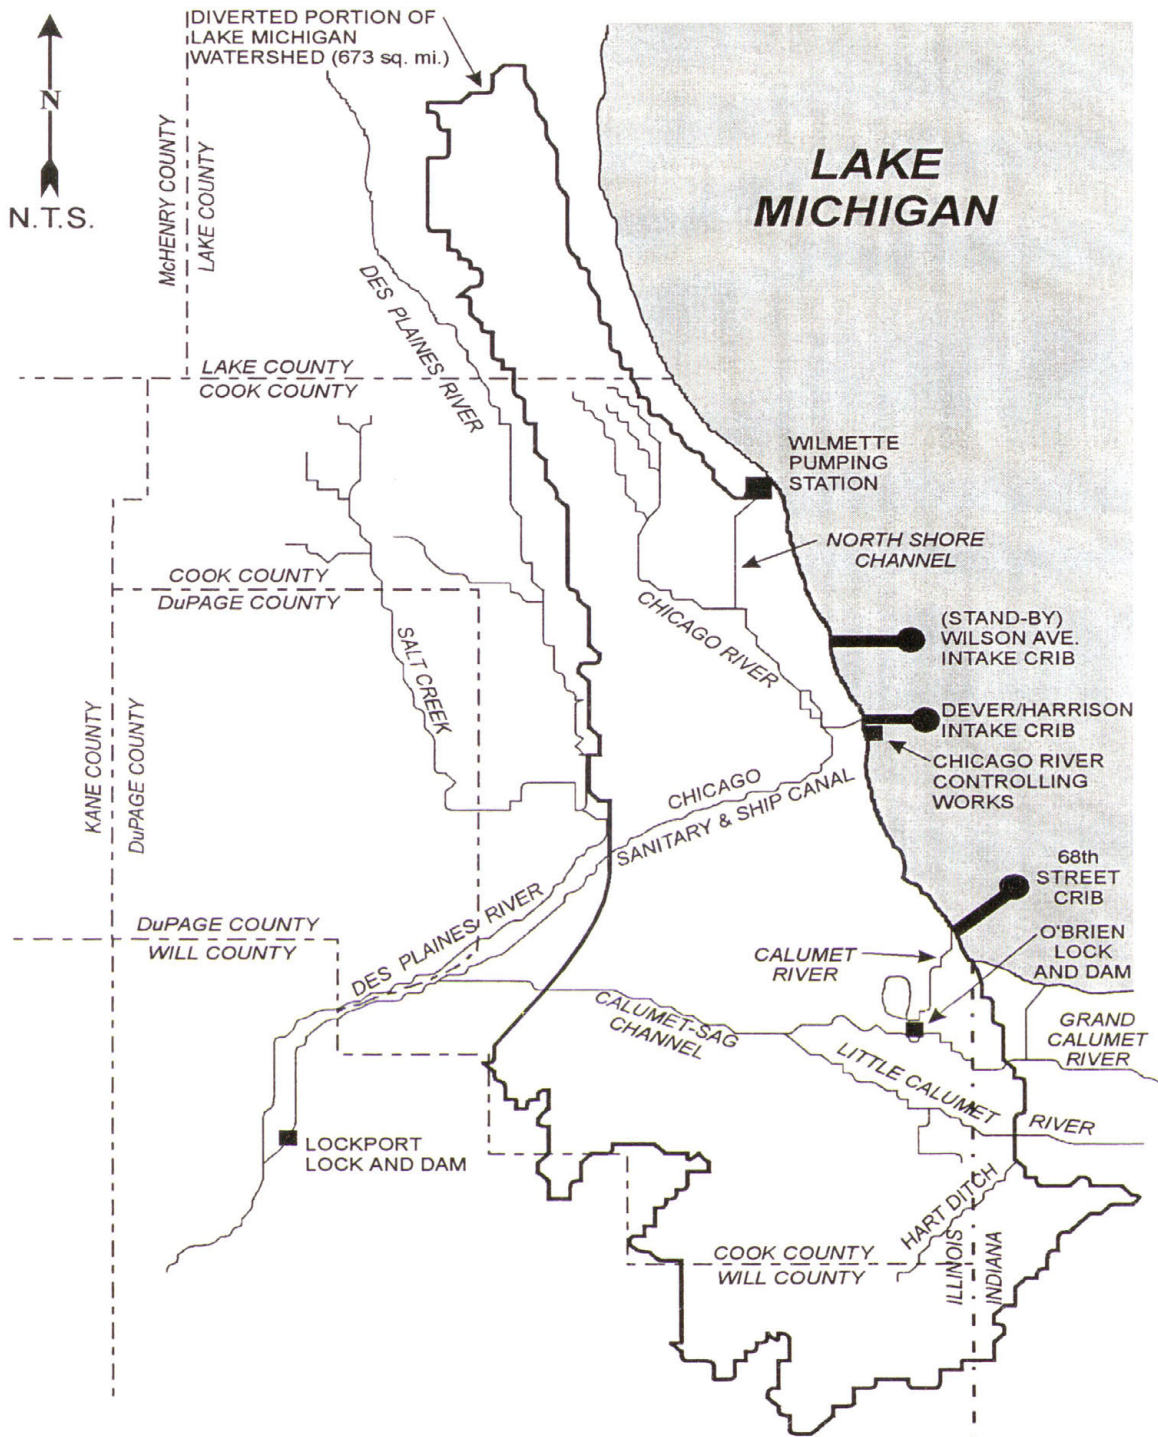 DIVERTED PORTION OF
LAKE MICHIGAN
WATERSHED (673 sq. mi.)
N
N.T.S.
McHENRY COUNTY
LAKE COUNTY
LAKE
MICHIGAN
DES PLAINES RIVER
LAKE COUNTY
COOK COUNTY
WILMETTE
PUMPING
STATION
NORTH SHORE
CHANNEL
COOK COUNTY
DuPAGE COUNTY
CHICAGO RIVER
(STAND-BY)
WILSON AVE.
INTAKE CRIB
SALT CREEK
DEVER/HARRISON
INTAKE CRIB
CHICAGO RIVER
CONTROLLING
WORKS
KANE COUNTY
DuPAGE COUNTY
CHICAGO
SANITARY & SHIP CANAL
68th
STREET
CRIB
DuPAGE COUNTY
WILL COUNTY
DES PLAINES RIVER
CALUMET
RIVER
O'BRIEN
LOCK
AND DAM
CALUMET-SAG
CHANNEL
GRAND
CALUMET
RIVER
LITTLE CALUMET
RIVER
LOCKPORT
LOCK AND DAM
HART DITCH
COOK COUNTY
WILL COUNTY
ILLINOIS
INDIANA